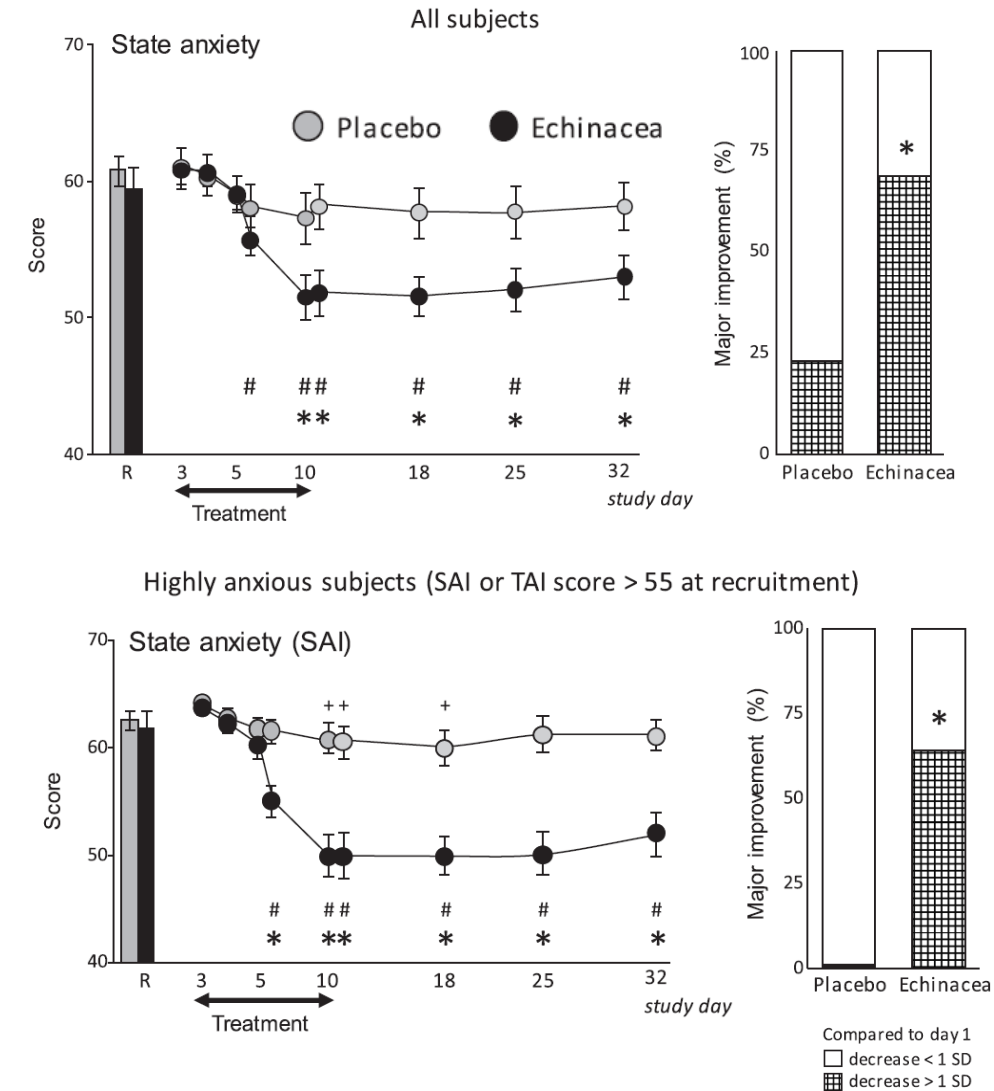 All subjects
State anxiety
Placebo
Echinacea
Score
70
60
50
40
#
# #
#
#
#
* *
*
*
*
R
3
5
10
18
25
32
study day
Treatment
Major improvement (%)
100
75
50
25
0
*
Placebo
Echinacea
Highly anxious subjects (SAI or TAI score > 55 at recruitment)
State anxiety (SAI)
Score
70
60
50
40
+ +
+
#
# #
#
#
#
*
* *
*
*
*
R
3
5
10
18
25
32
study day
Treatment
Major improvement (%)
100
75
50
25
0
*
Placebo
Echinacea
Compared to day 1
decrease < 1 SD
decrease > 1 SD